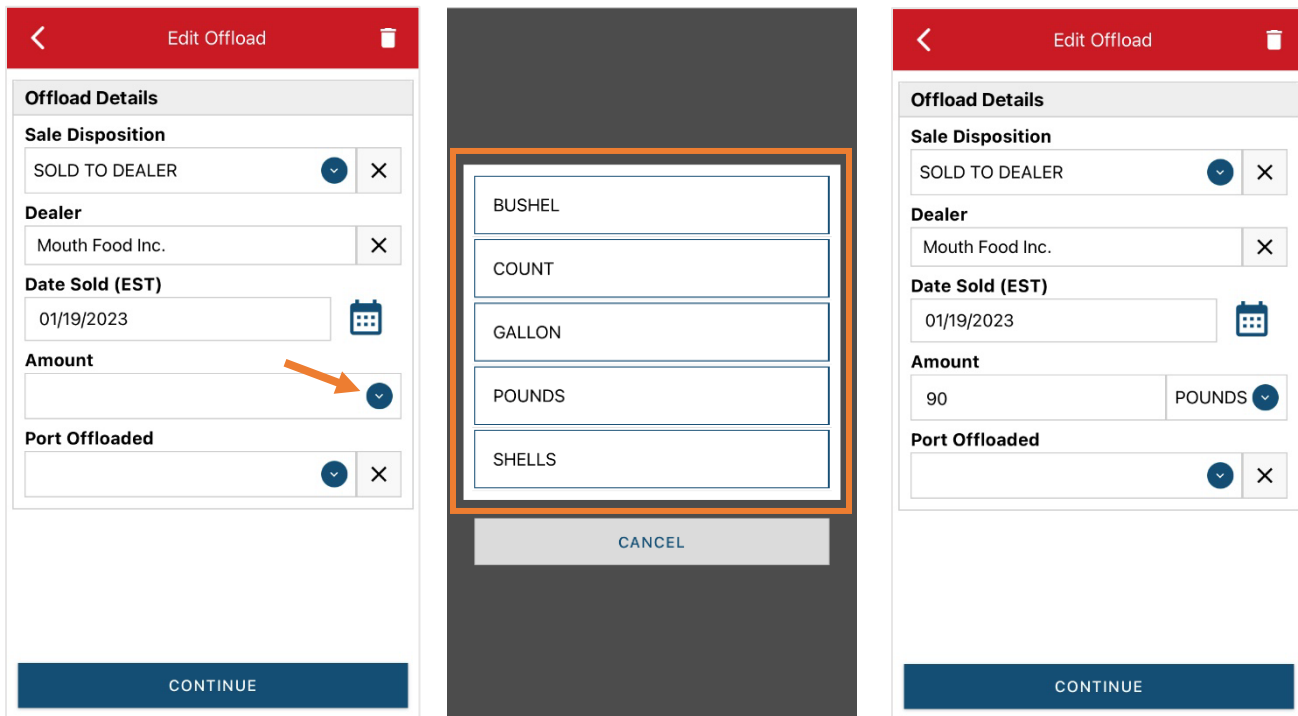 Edit Offload
Offload Details
Sale Disposition
SOLD TO DEALER
Dealer
Mouth Food Inc.
Date Sold (EST)
01/19/2023
Amount
Port Offloaded
CONTINUE
BUSHEL
COUNT
GALLON
POUNDS
SHELLS
CANCEL
Edit Offload
Offload Details
Sale Disposition
SOLD TO DEALER
Dealer
Mouth Food Inc.
Date Sold (EST)
01/19/2023
Amount
90 POUNDS
Port Offloaded
CONTINUE